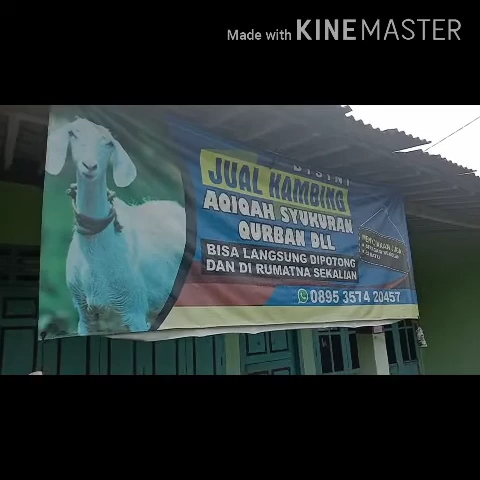 Made with KINEMASTER
DISINI
JUAL KAMBING
AQIQAH SYUKURAN
QURBAN DLL
BISA LANGSUNG DIPOTONG
DAN DI RUMATNA SEKALIAN
0895 3574 20457